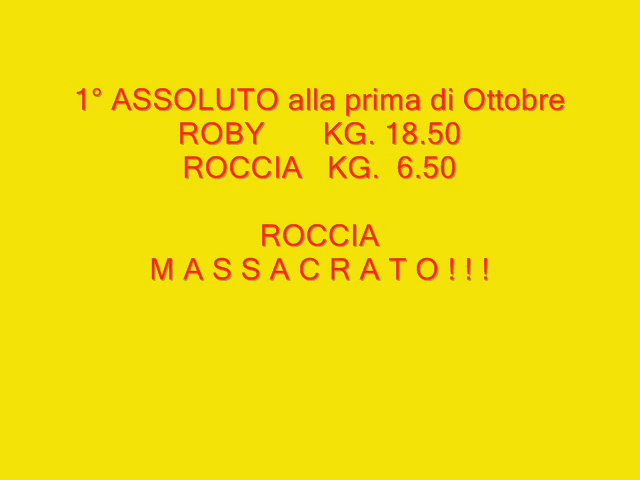 1° ASSOLUTO alla prima di Ottobre
ROBY KG. 18.50
ROCCIA KG. 6.50
ROCCIA
M A S S A C R A T O ! ! !